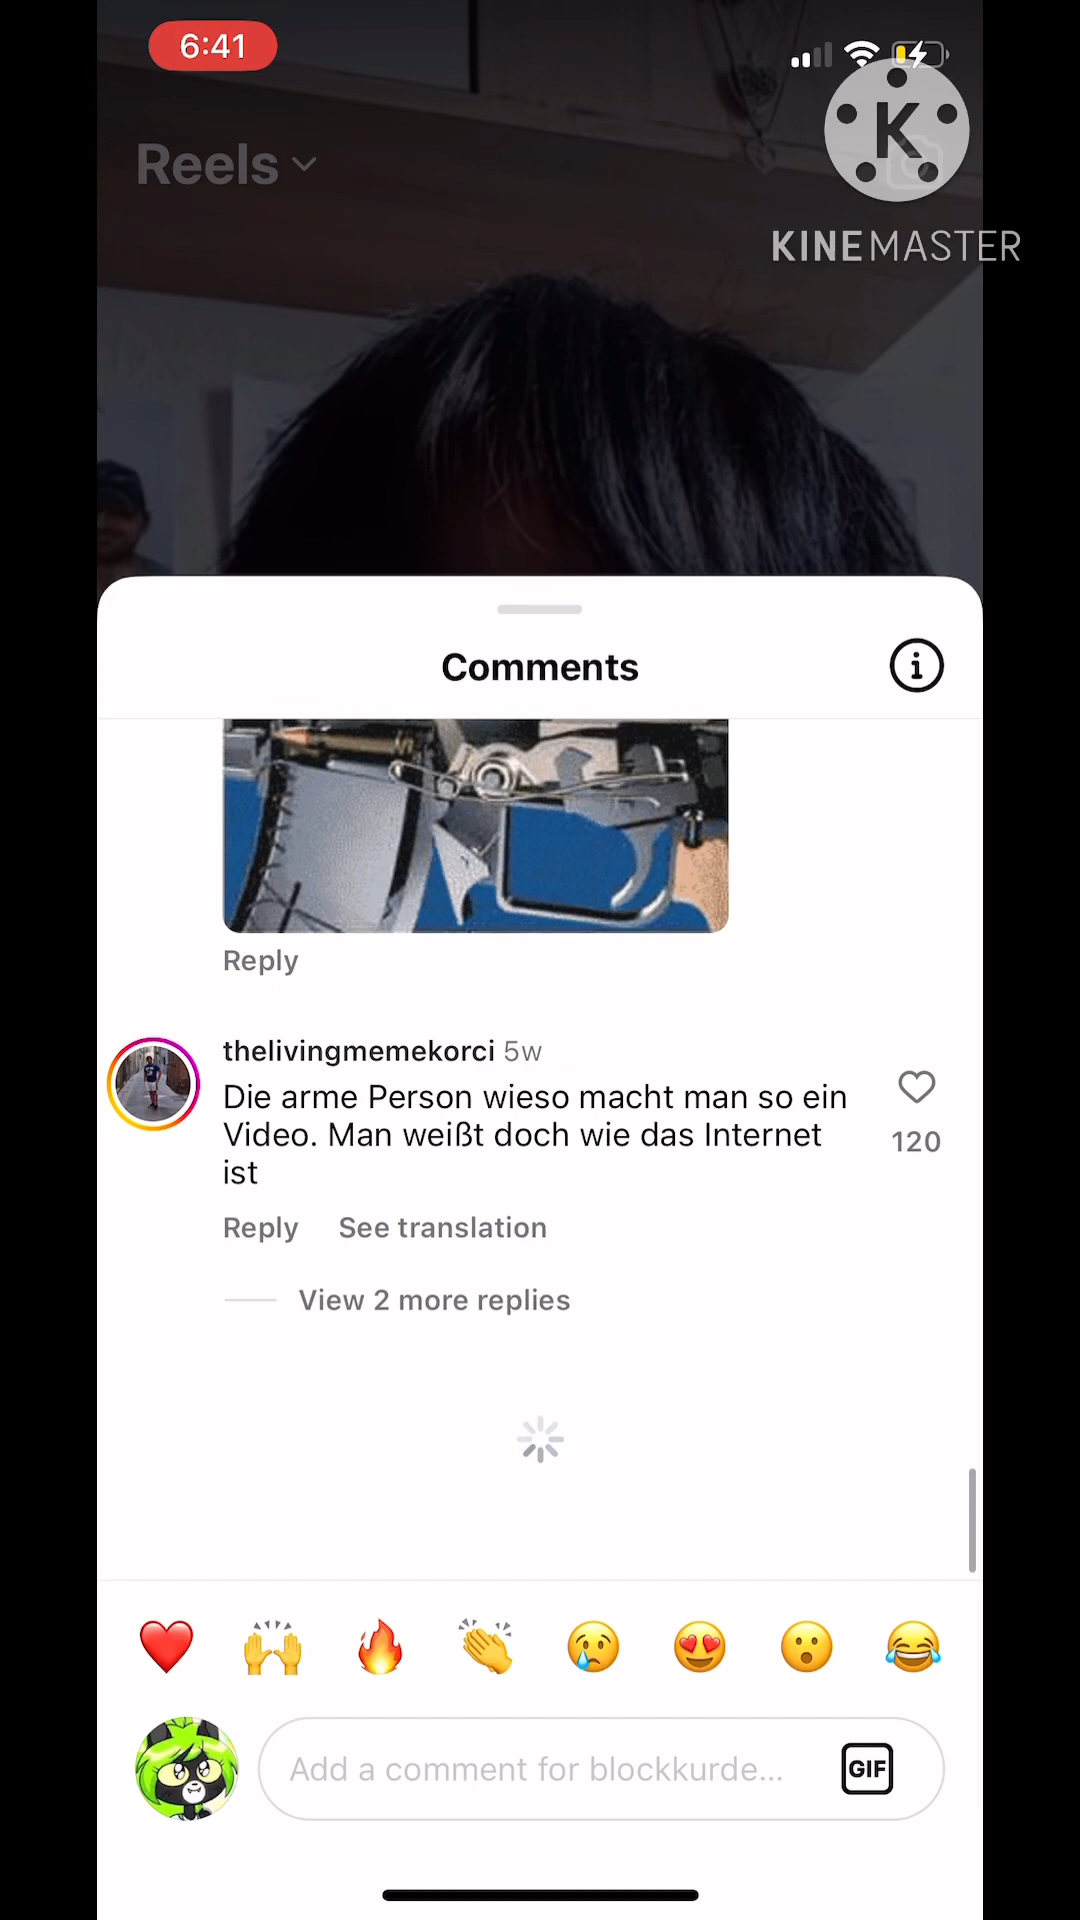 6:41
Reels
K
KINEMASTER
Comments
Reply
thelivingmemekorci 5w
Die arme Person wieso macht man so ein
Video. Man weißt doch wie das Internet
ist
120
Reply See translation
View 2 more replies
Add a comment for blockkurde...
GIF